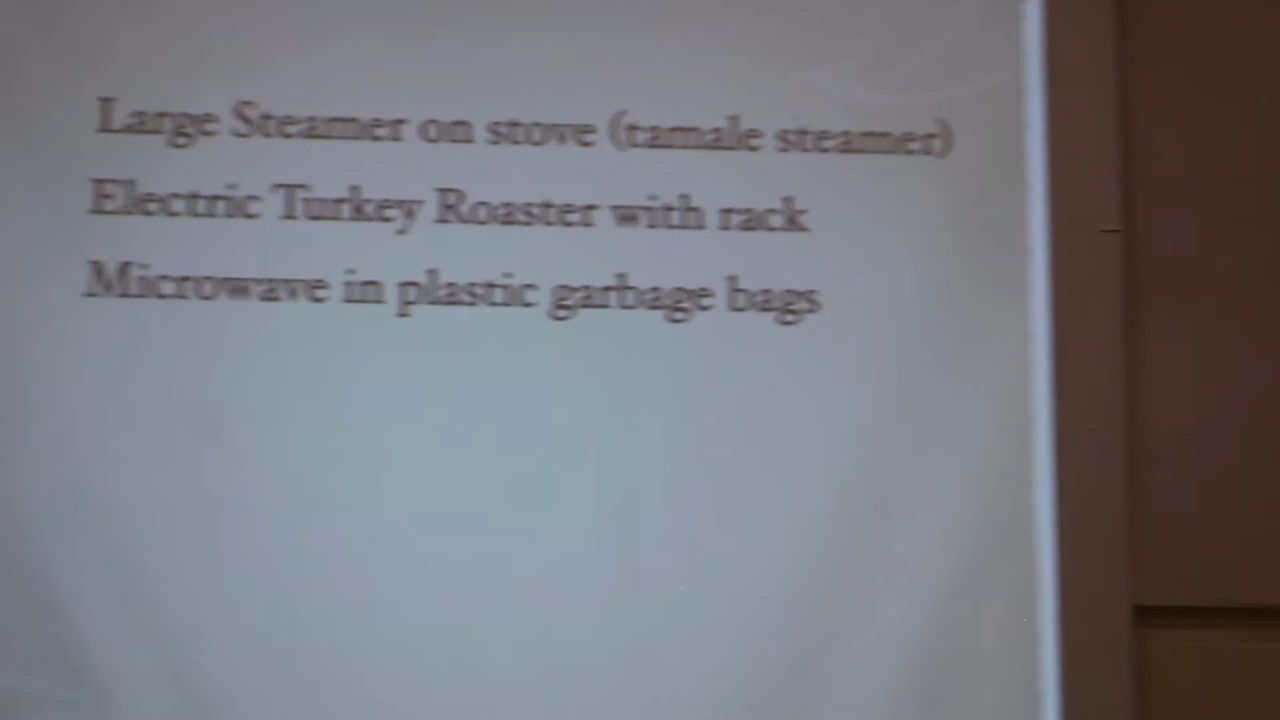 Large Steamer on stove (tamale steamer)
Electric Turkey Roaster with rack
Microwave in plastic garbage bags